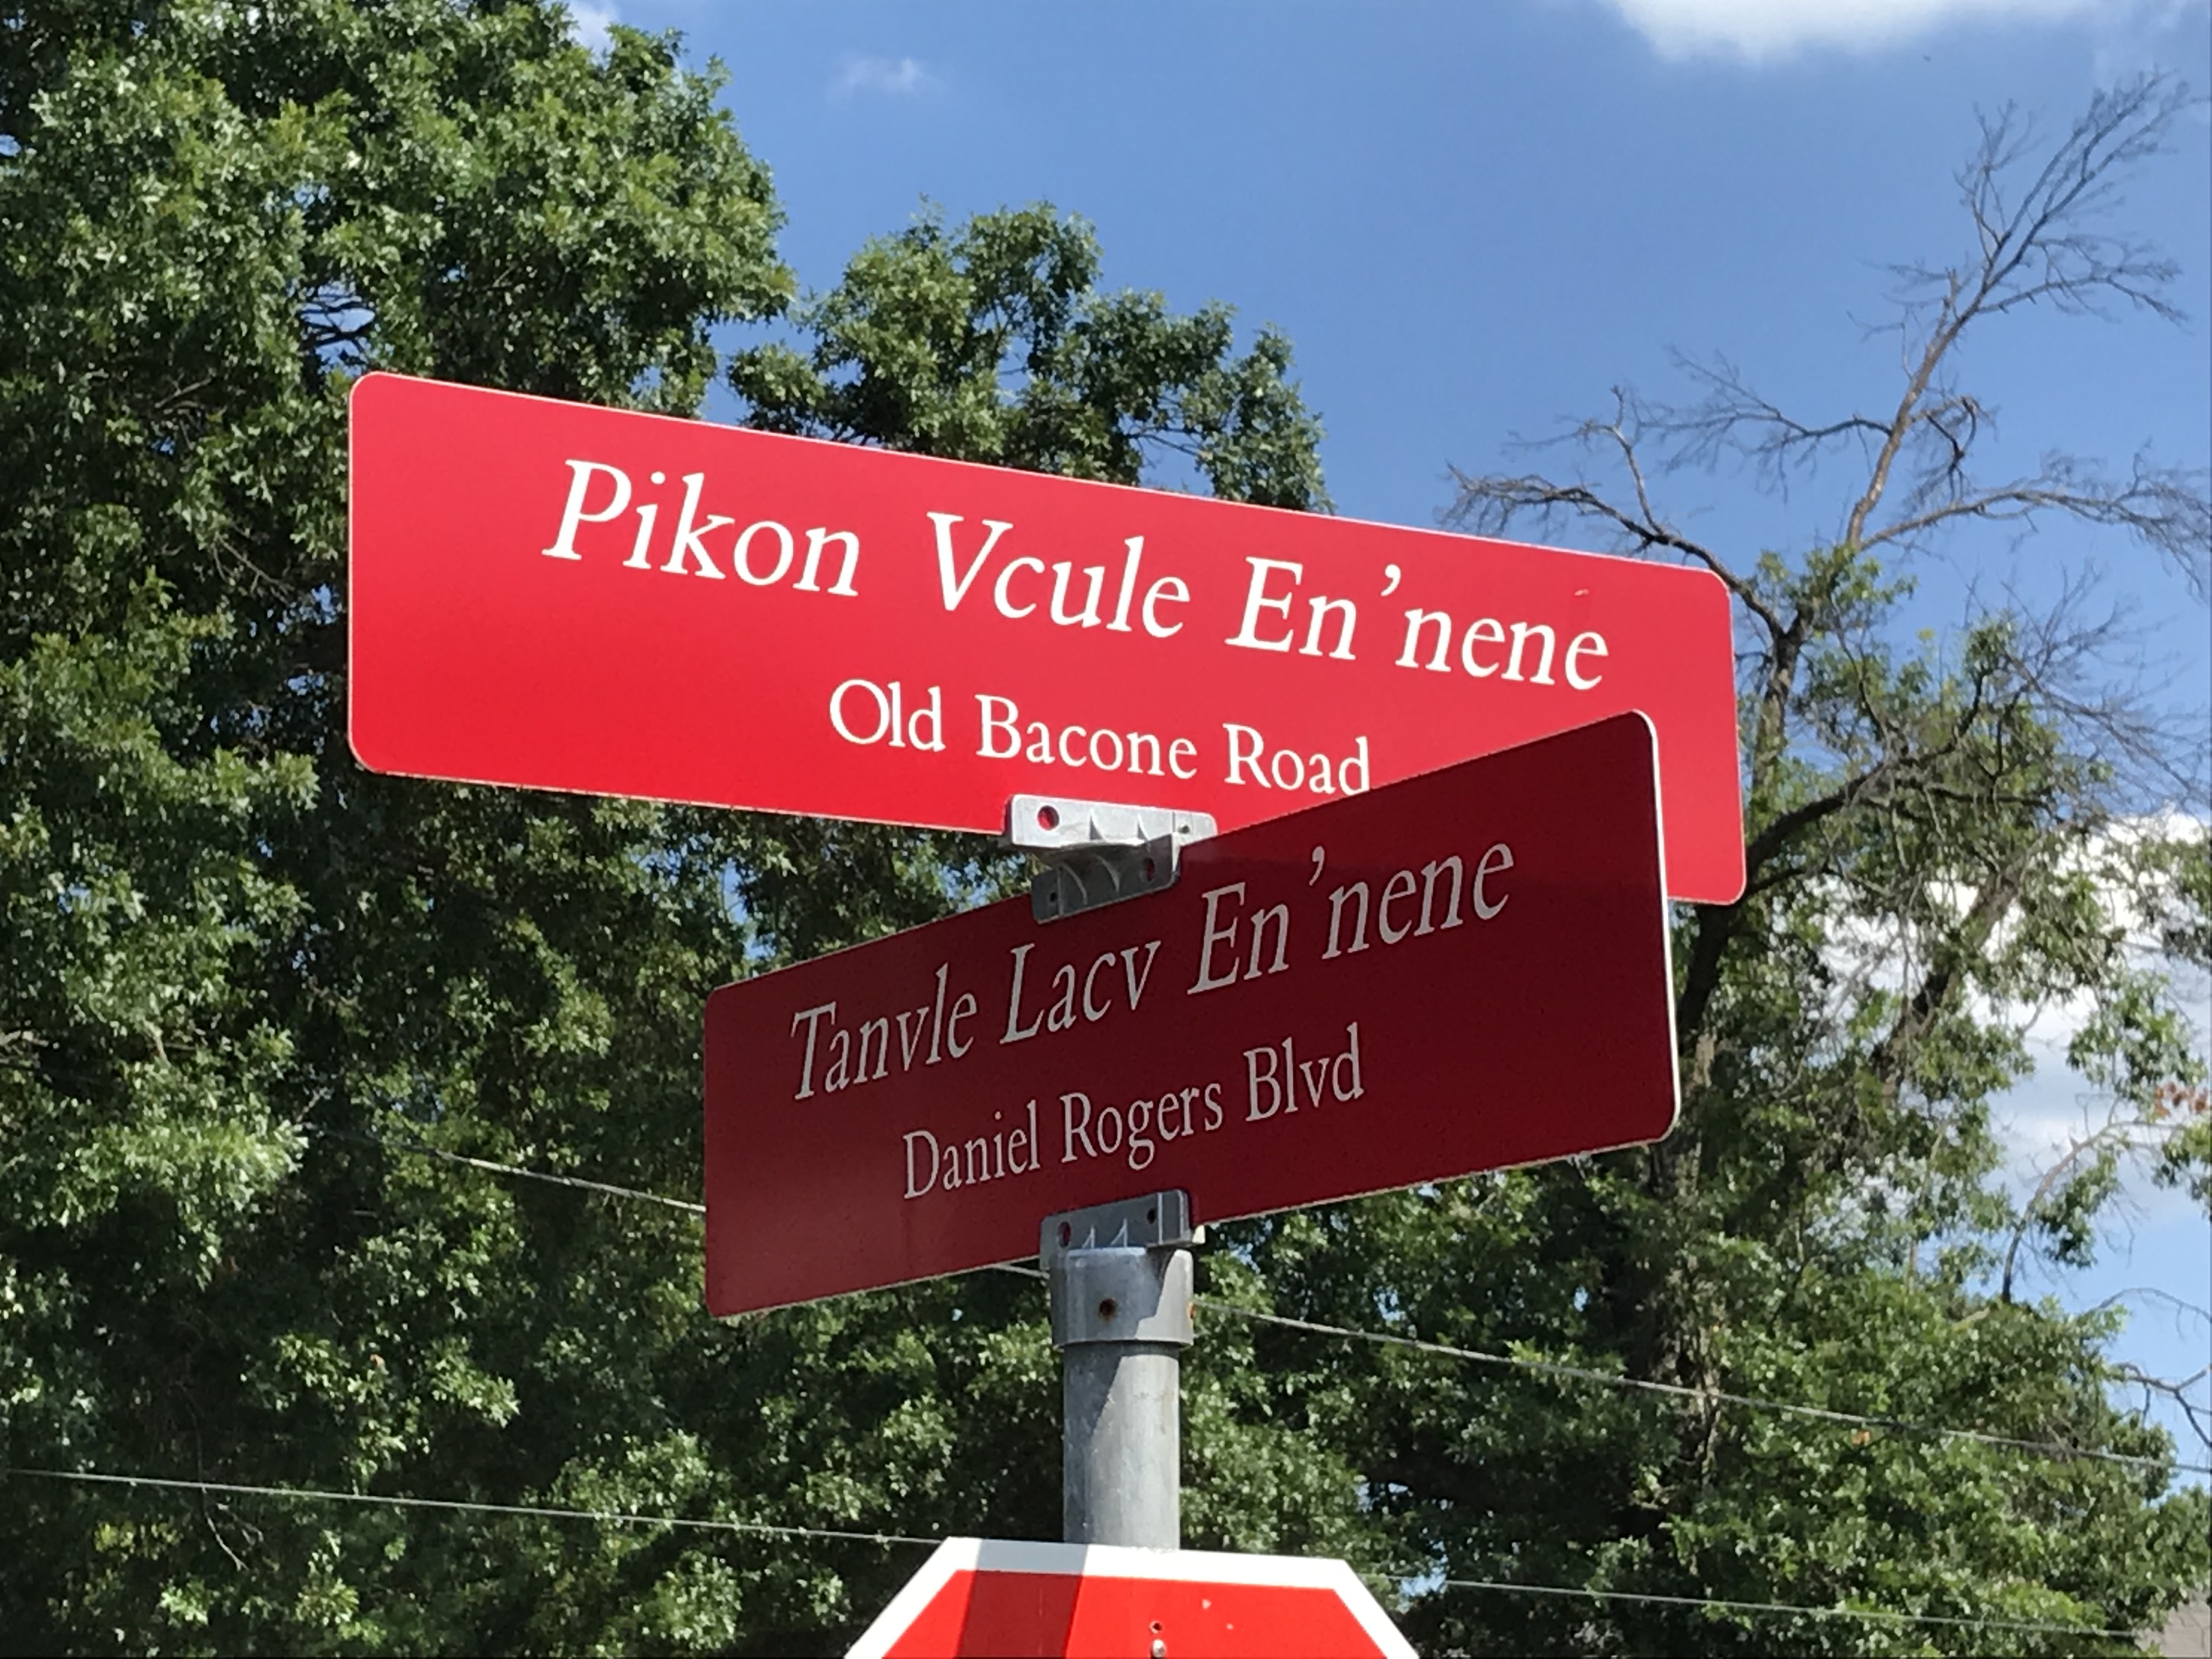 Pikon Vcule En'nene
Old Bacone Road
Tanvle Lacv En'nene
Daniel Rogers Blvd